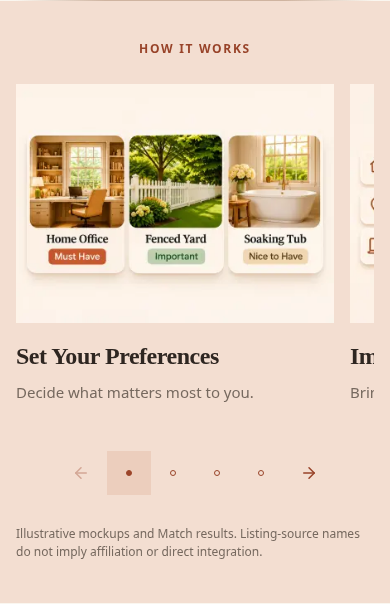 HOW IT WORKS
Home Office
Fenced Yard
Soaking Tub
Must Have
Important
Nice to Have
Set Your Preferences
Decide what matters most to you.
Illustrative mockups and Match results. Listing-source names
do not imply affiliation or direct integration.